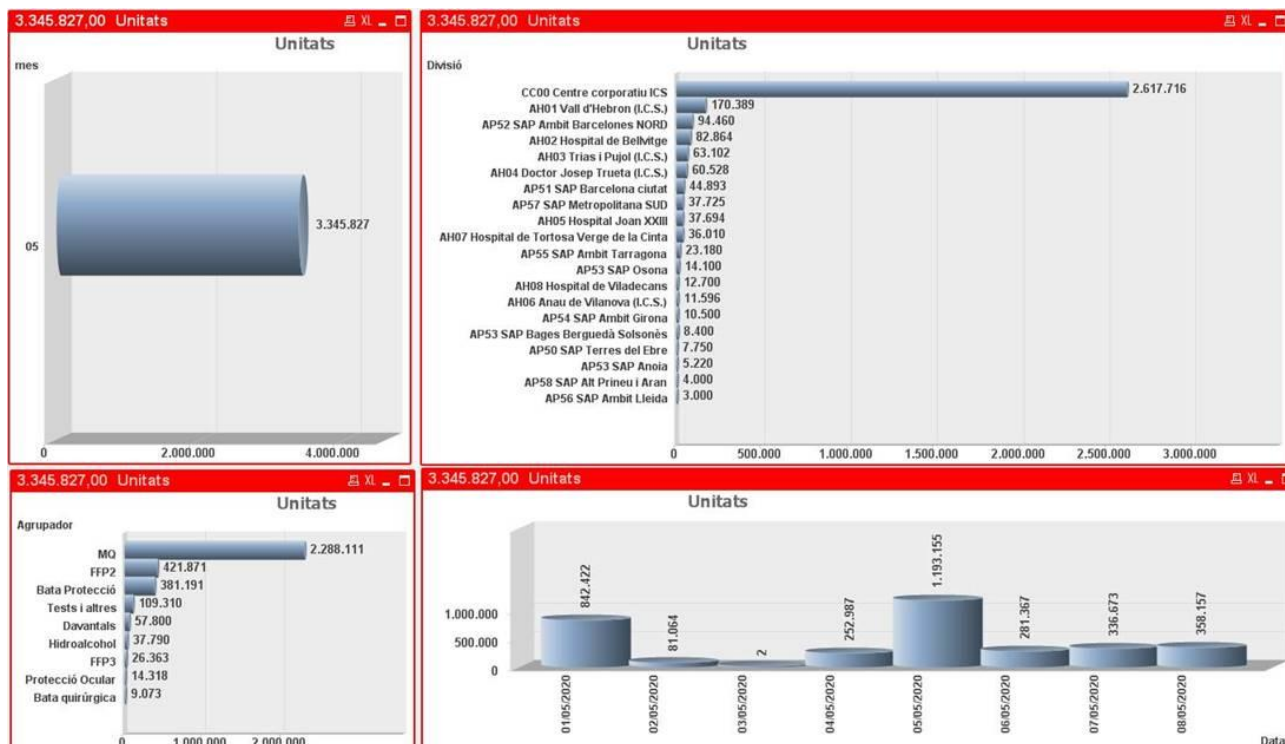 3.345.827,00 Unitats XL
Unitats
mes
05
3.345.827
0 2.000.000 4.000.000
3.345.827,00 Unitats XL
Unitats
Divisió
CC00 Centre corporatiu ICS 2.617.716
AH01 Vall d'Hebron (I.C.S.) 170.389
AP52 SAP Ambit Barcelones NORD 94.460
AH02 Hospital de Bellvitge 82.864
AH03 Trias i Pujol (I.C.S.) 63.102
AH04 Doctor Josep Trueta (I.C.S.) 60.528
AP51 SAP Barcelona ciutat 44.893
AP57 SAP Metropolitana SUD 37.725
AH05 Hospital Joan XXIII 37.694
AH07 Hospital de Tortosa Verge de la Cinta 36.010
AP55 SAP Ambit Tarragona 23.180
AP53 SAP Osona 14.100
AH08 Hospital de Viladecans 12.700
AH06 Anau de Vilanova (I.C.S.) 11.596
AP54 SAP Ambit Girona 10.500
AP53 SAP Bages Berguedà Solsonès 8.400
AP50 SAP Terres del Ebre 7.750
AP53 SAP Anoia 5.220
AP58 SAP Alt Prineu i Aran 4.000
AP56 SAP Ambit Lleida 3.000
0 500.000 1.000.000 1.500.000 2.000.000 2.500.000 3.000.000
3.345.827,00 Unitats XL
Unitats
Agrupador
MQ 2.288.111
FFP2 421.871
Bata Protecció 381.191
Tests i altres 109.310
Davantals 57.800
Hidroalcohol 37.790
FFP3 26.363
Protecció Ocular 14.318
Bata quirúrgica 9.073
0 1.000.000 2.000.000
3.345.827,00 Unitats XL
Unitats
1.000.000
500.000
0
842.422 81.064 2 252.987 1.193.155 281.367 336.673 358.157
01/05/2020 02/05/2020 03/05/2020 04/05/2020 05/05/2020 06/05/2020 07/05/2020 08/05/2020
Data